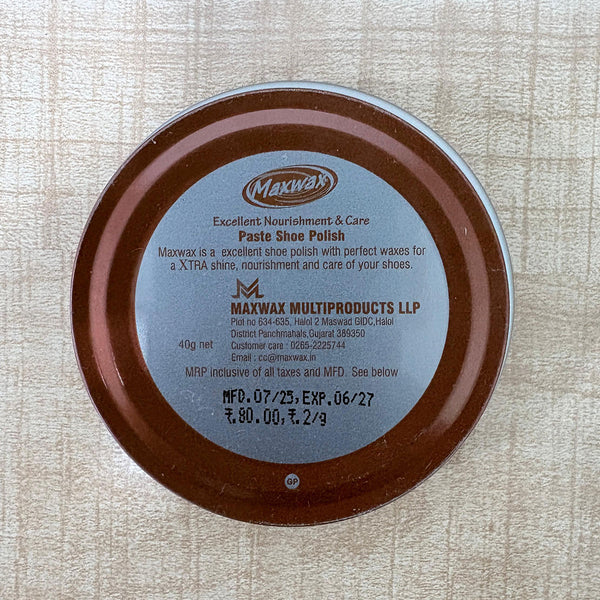 Maxwax
Excellent Nourishment & Care
Paste Shoe Polish
Maxwax is a excellent shoe polish with perfect waxes for
a XTRA shine, nourishment and care of your shoes.
MAXWAX MULTIPRODUCTS LLP
Plot no 634-635, Halol 2 Maswad GIDC,Halol
District Panchmahals,Gujarat 389350
40g net
Customer care : 0265-2225744
Email : cc@maxwax.in
MRP inclusive of all taxes and MFD. See below
MFD.07/25,EXP.06/27
₹.80.00,₹.2/g
GP